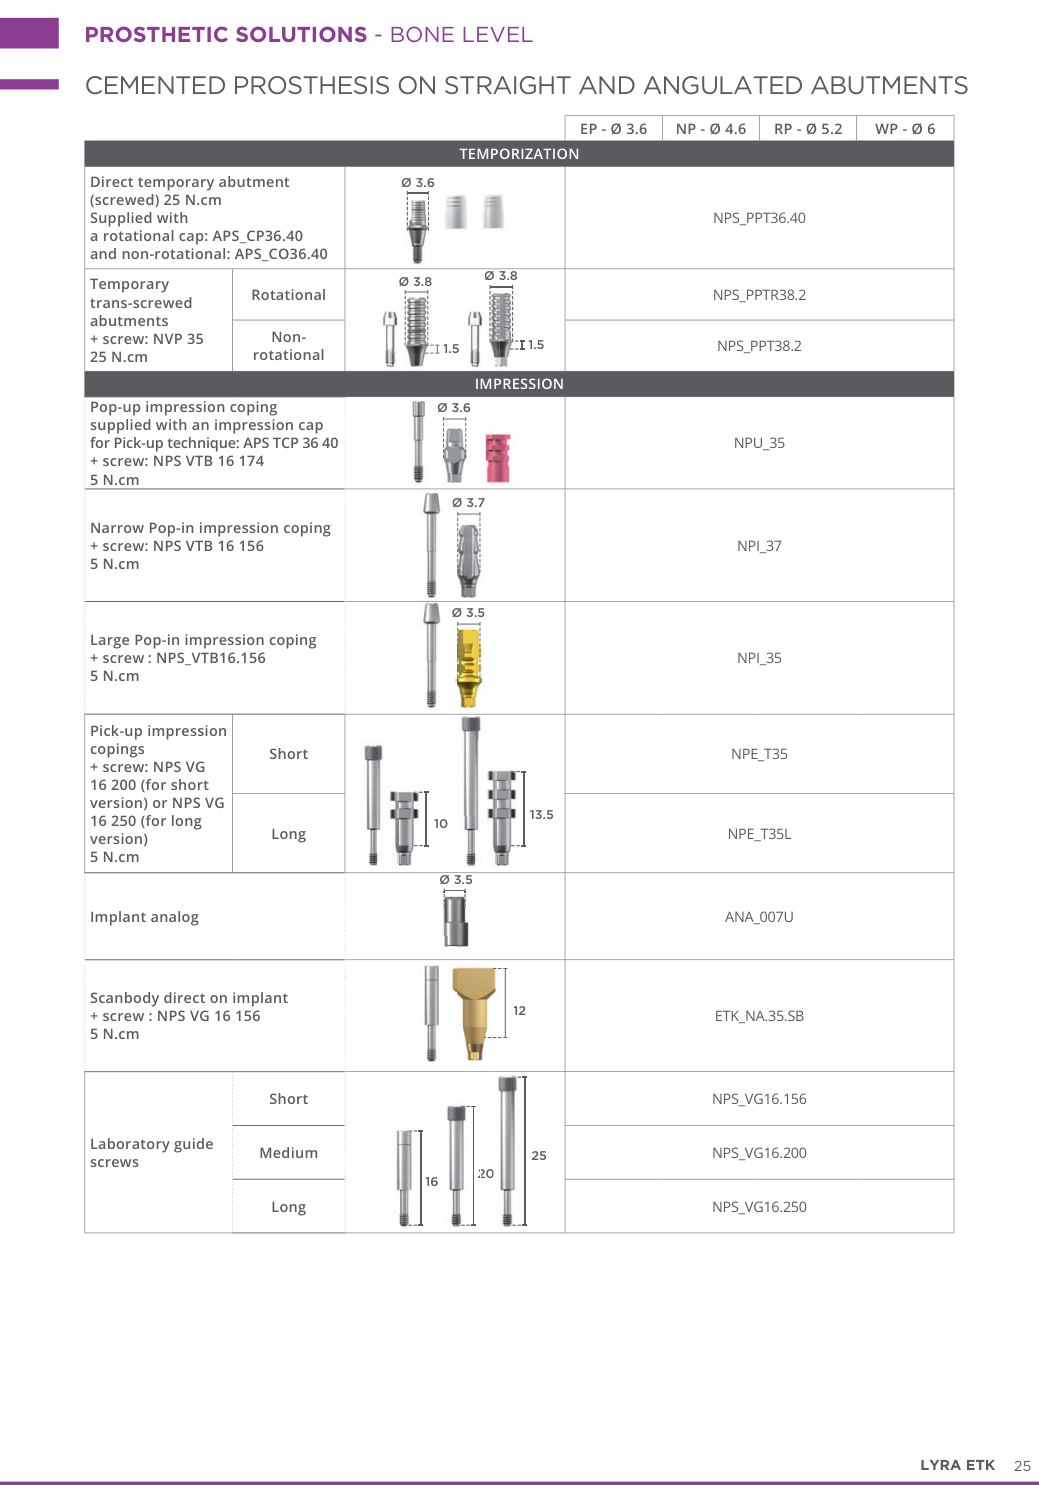 PROSTHETIC SOLUTIONS - BONE LEVEL
CEMENTED PROSTHESIS ON STRAIGHT AND ANGULATED ABUTMENTS
EP - Ø 3.6 NP - Ø 4.6 RP - Ø 5.2 WP - Ø 6
TEMPORIZATION
Direct temporary abutment
(screwed) 25 N.cm
Supplied with
a rotational cap: APS_CP36.40
and non-rotational: APS_CO36.40
Ø 3.6
NPS_PPT36.40
Temporary
trans-screwed
abutments
+ screw: NVP 35
25 N.cm
Rotational
Non-
rotational
Ø 3.8
Ø 3.8
1.5
1.5
NPS_PPTR38.2
NPS_PPT38.2
IMPRESSION
Pop-up impression coping
supplied with an impression cap
for Pick-up technique: APS TCP 36 40
+ screw: NPS VTB 16 174
5 N.cm
Ø 3.6
NPU_35
Narrow Pop-in impression coping
+ screw: NPS VTB 16 156
5 N.cm
Ø 3.7
NPI_37
Large Pop-in impression coping
+ screw : NPS_VTB16.156
5 N.cm
Ø 3.5
NPI_35
Pick-up impression
copings
+ screw: NPS VG
16 200 (for short
version) or NPS VG
16 250 (for long
version)
5 N.cm
Short
Long
10
13.5
NPE_T35
NPE_T35L
Implant analog
Ø 3.5
ANA_007U
Scanbody direct on implant
+ screw : NPS VG 16 156
5 N.cm
12
ETK_NA.35.SB
Laboratory guide
screws
Short
Medium
Long
16
20
25
NPS_VG16.156
NPS_VG16.200
NPS_VG16.250
LYRA ETK 25